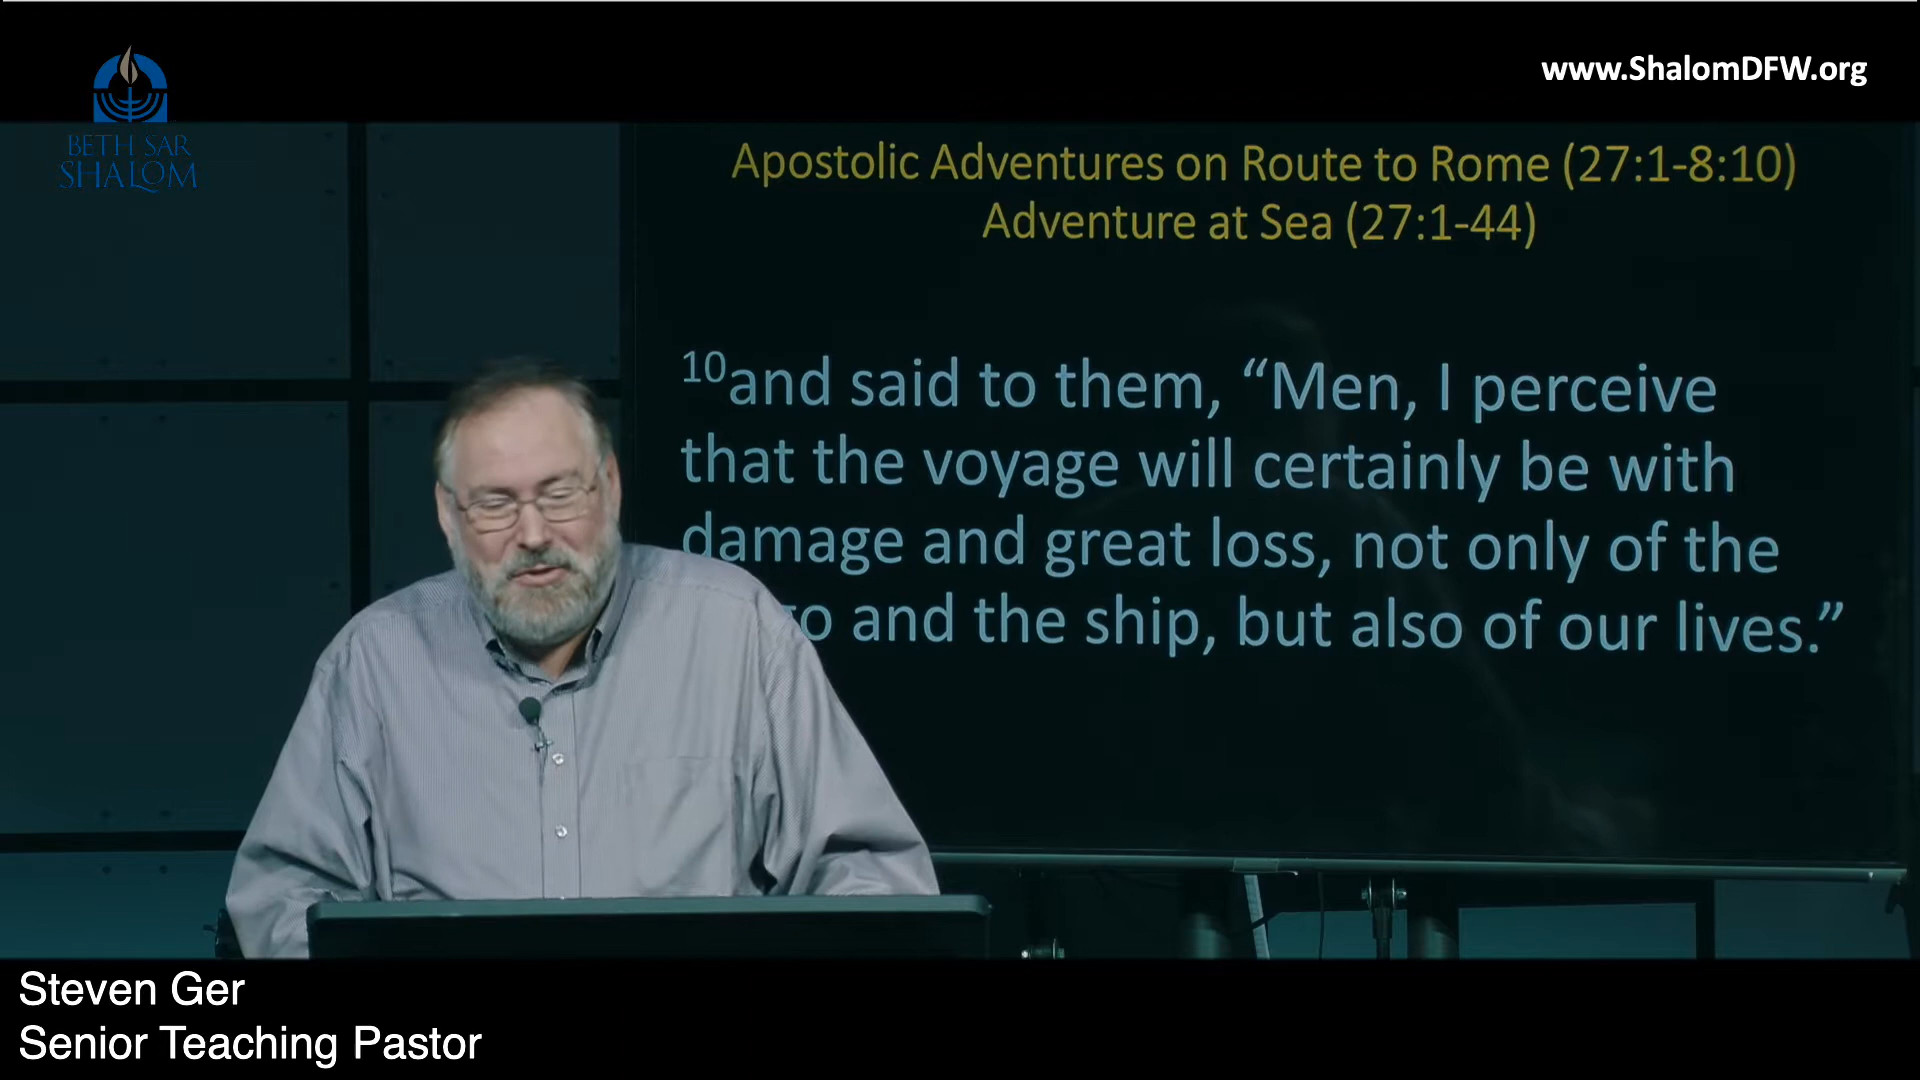 BETH SAR
SHALOM
www.ShalomDFW.org
Apostolic Adventures on Route to Rome (27:1-8:10)
Adventure at Sea (27:1-44)
10and said to them, “Men, I perceive
that the voyage will certainly be with
damage and great loss, not only of the
and the ship, but also of our lives.”
Steven Ger
Senior Teaching Pastor